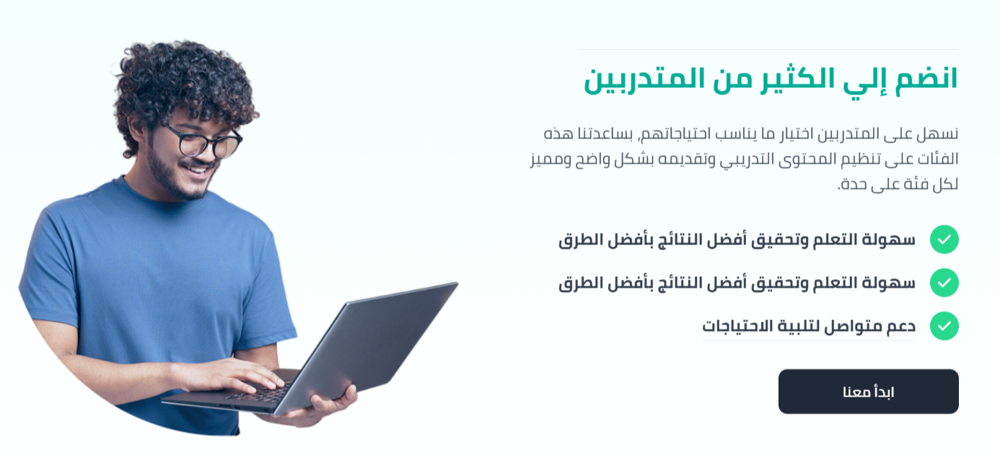 انضم إلي الكثير من المتدربين
نسهل على المتدربين اختيار ما يناسب احتياجاتهم, بساعدتنا هذه
الفئات على تنظيم المحتوى التدريبي وتقديمه بشكل واضح ومميز
لكل فئة على حدة.
سهولة التعلم وتحقيق أفضل النتائج بأفضل الطرق
سهولة التعلم وتحقيق أفضل النتائج بأفضل الطرق
دعم متواصل لتلبية الاحتياجات
ابدأ معنا